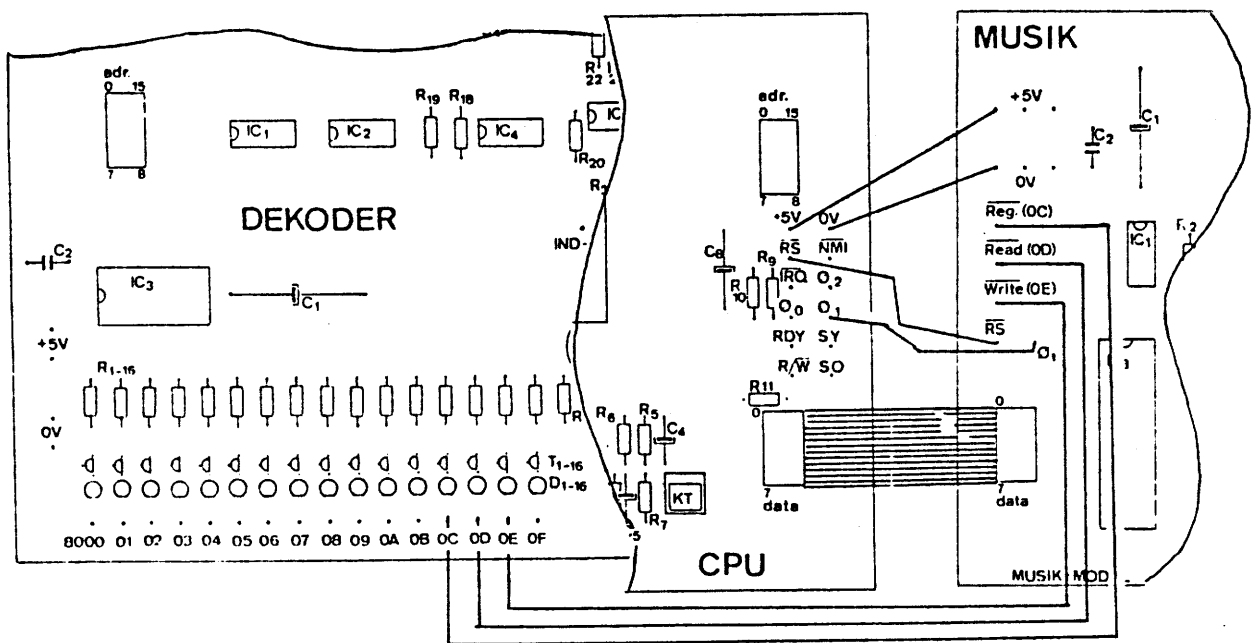 DEKODER
adr.
0 15
7 8
IC1
IC2
R19
R18
IC4
R20
R
22
IC
IND
C2
IC3
C1
+5V
0V
R1-16
R
T1-16
D1-16
8000 01 02 03 04 05 06 07 08 09 0A 0B 0C 0D 0E 0F
CPU
adr.
0 15
7 8
+5V 0V
RS NMI
IRQ Ø2
Ø0 Ø1
RDY SY
R/W SO
C8
R10
R9
R11
R6
R5
C4
R7
KT
0
7
data
MUSIK
+5V
0V
C2
C1
IC1
Reg. (0C)
Read (0D)
Write (0E)
RS
Ø1
0
7
data
MUSIK MOD